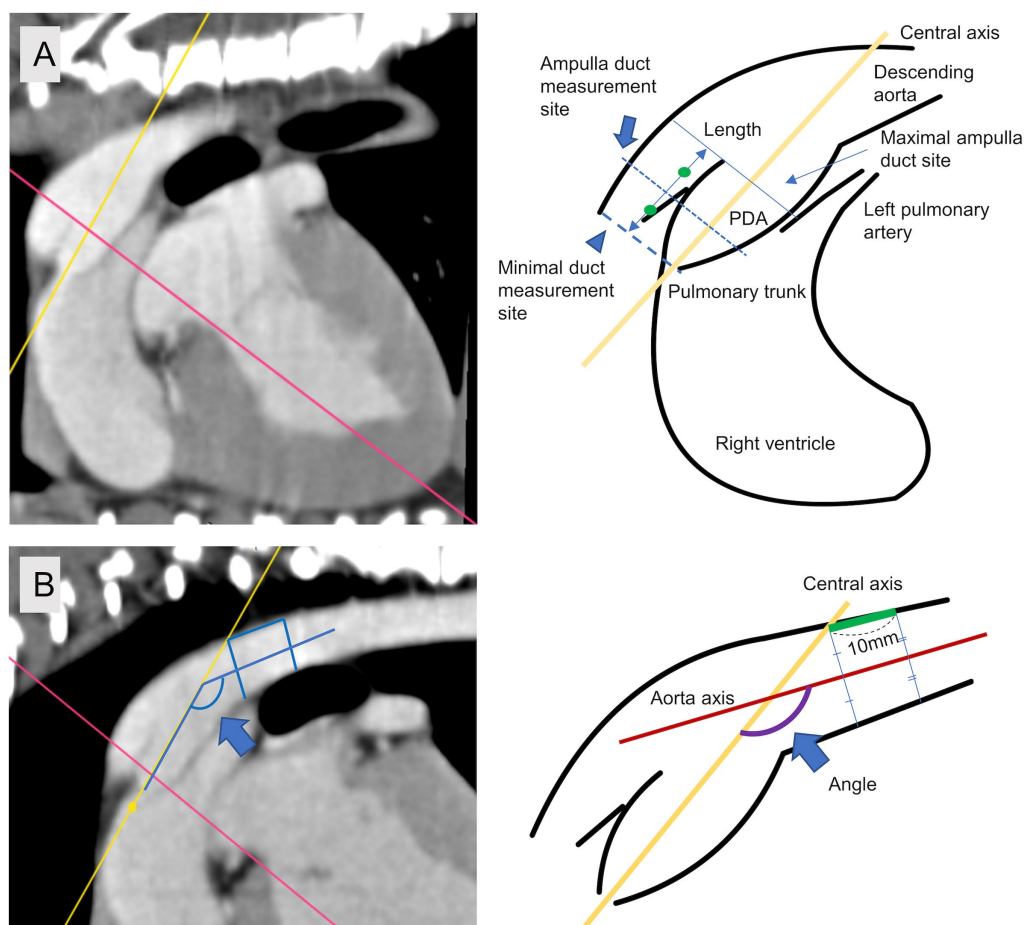 A
Central axis
Ampulla duct
measurement
site
Descending
aorta
Length
Maximal ampulla
duct site
PDA
Left pulmonary
artery
Minimal duct
measurement
site
Pulmonary trunk
Right ventricle
B
Central axis
10mm
Aorta axis
Angle